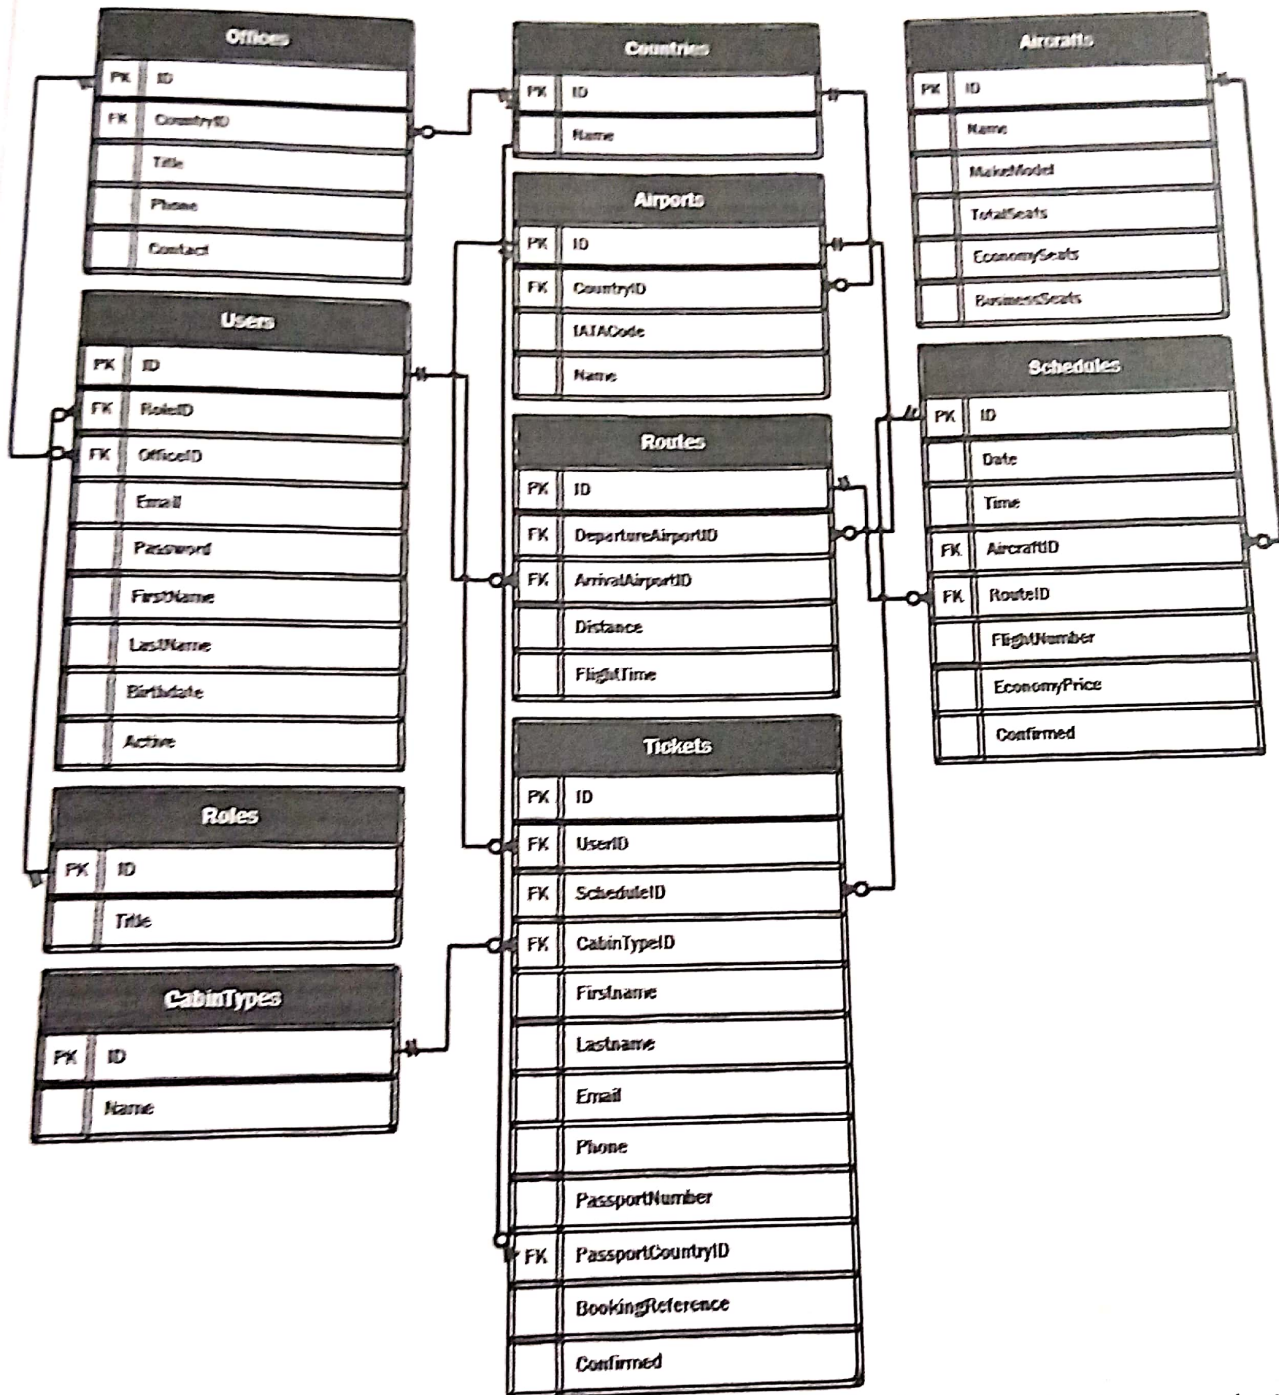 Offices
PK ID
FK CountryID
Title
Phone
Contact
Users
PK ID
FK RoleID
FK OfficeID
Email
Password
FirstName
LastName
Birthdate
Active
Roles
PK ID
Title
CabinTypes
PK ID
Name
Countries
PK ID
Name
Airports
PK ID
FK CountryID
IATACode
Name
Routes
PK ID
FK DepartureAirportID
FK ArrivalAirportID
Distance
FlightTime
Tickets
PK ID
FK UserID
FK ScheduleID
FK CabinTypeID
Firstname
Lastname
Email
Phone
PassportNumber
FK PassportCountryID
BookingReference
Confirmed
Aircrafts
PK ID
Name
MakeModel
TotalSeats
EconomySeats
BusinessSeats
Schedules
PK ID
Date
Time
FK AircraftID
FK RouteID
FlightNumber
EconomyPrice
Confirmed